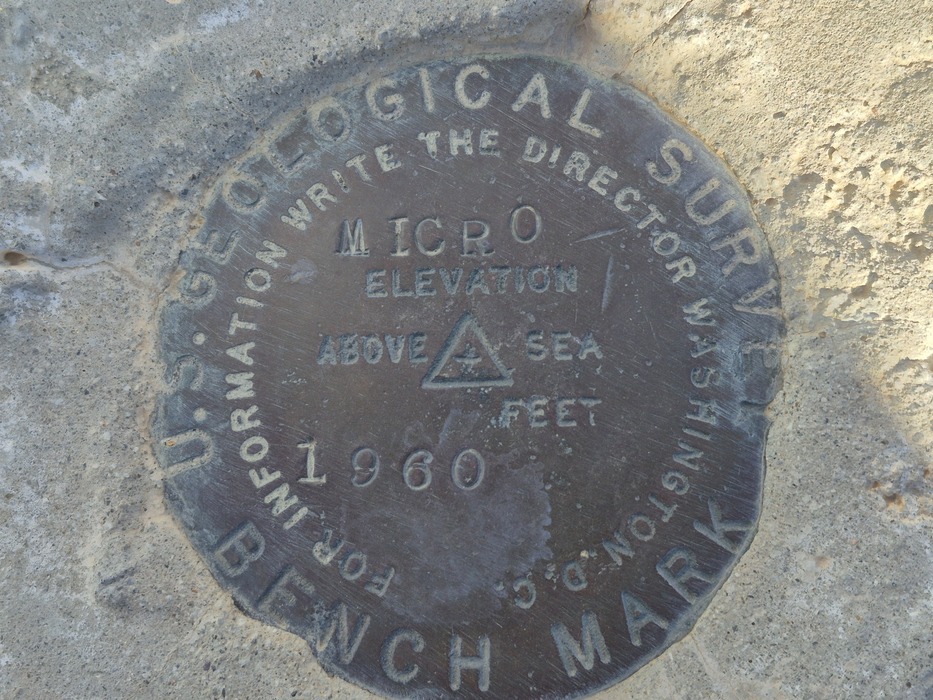 U.S. GEOLOGICAL SURVEY
FOR INFORMATION WRITE THE DIRECTOR WASHINGTON D.C.
MICRO
ELEVATION
ABOVE SEA
FEET
1960
BENCH MARK